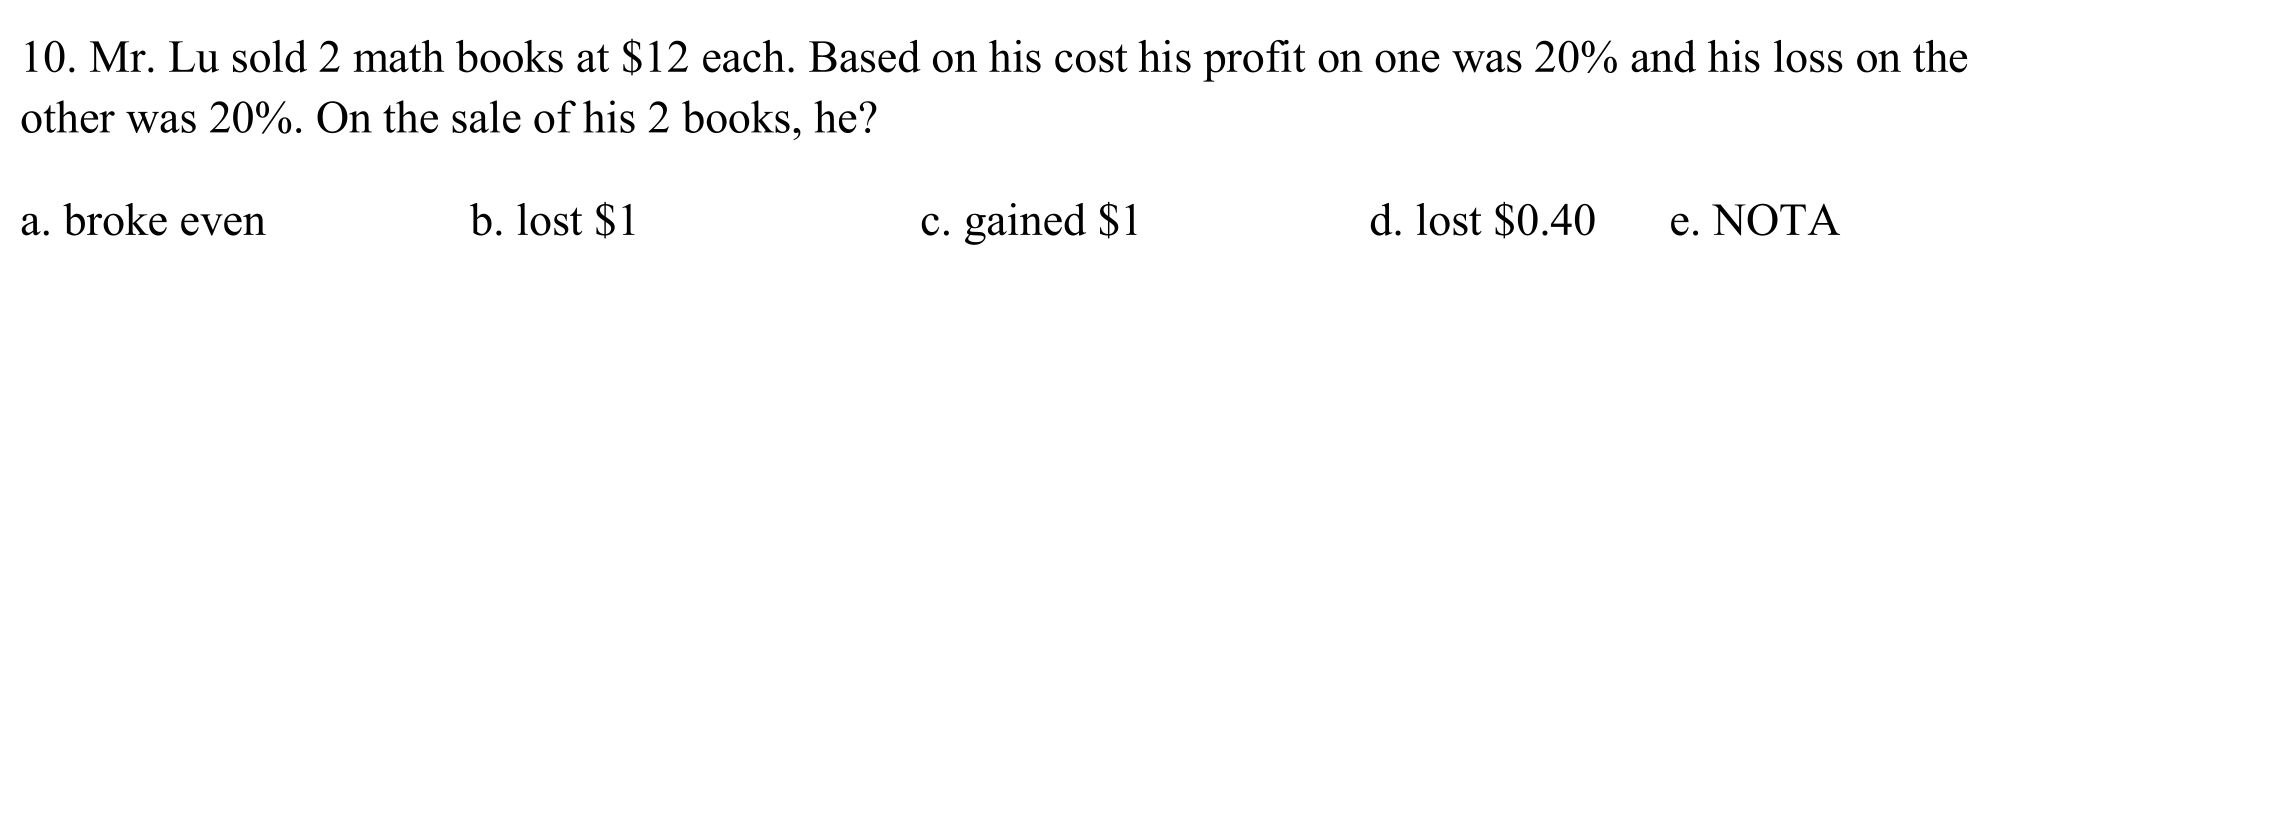 10. Mr. Lu sold 2 math books at $12 each. Based on his cost his profit on one was 20% and his loss on the
other was 20%. On the sale of his 2 books, he?
a. broke even b. lost $1 c. gained $1 d. lost $0.40 e. NOTA